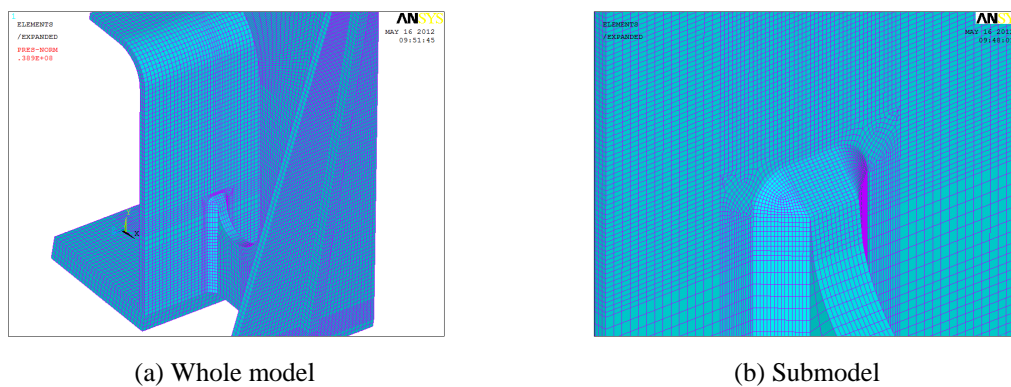 1
ELEMENTS
/EXPANDED
PRES-NORM
.389E+08
ANSYS
MAY 16 2012
09:51:45
X
(a) Whole model
ELEMENTS
/EXPANDED
ANSYS
MAY 16 2012
(b) Submodel